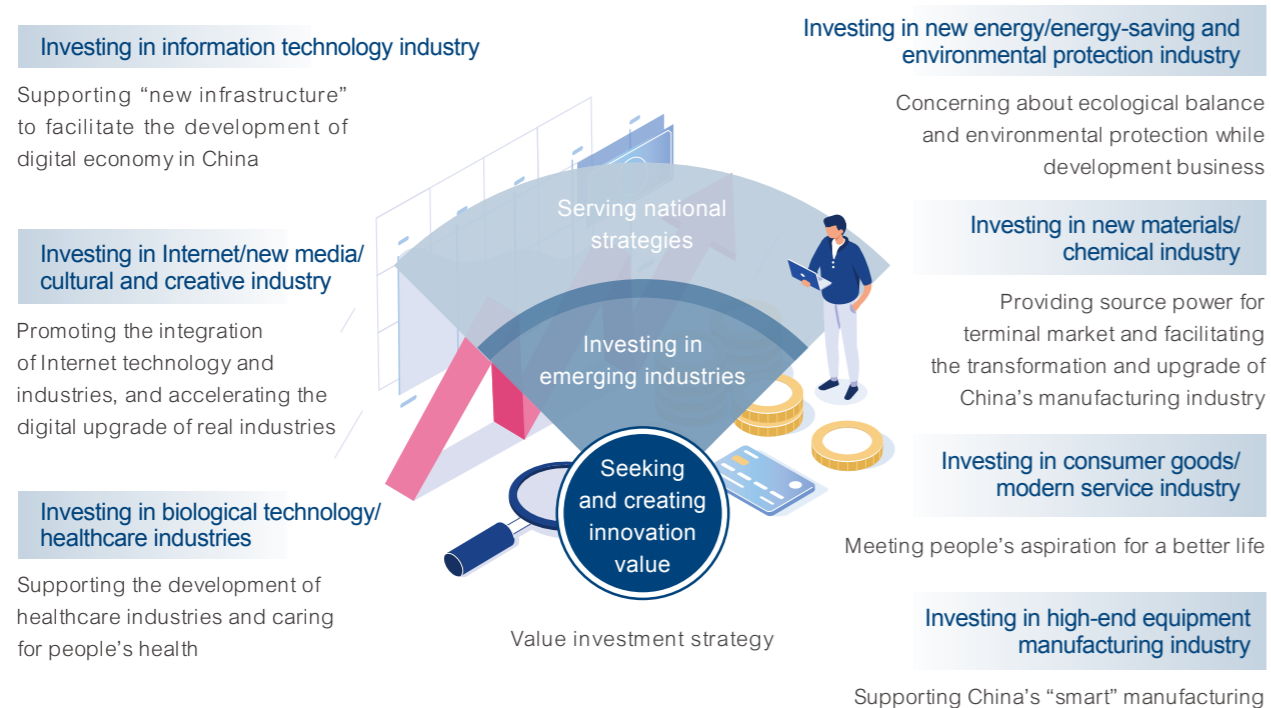 Investing in information technology industry
Supporting “new infrastructure”
to facilitate the development of
digital economy in China
Investing in Internet/new media/
cultural and creative industry
Promoting the integration
of Internet technology and
industries, and accelerating the
digital upgrade of real industries
Investing in biological technology/
healthcare industries
Supporting the development of
healthcare industries and caring
for people’s health
Serving national
strategies
Investing in
emerging industries
Seeking
and creating
innovation
value
Value investment strategy
Investing in new energy/energy-saving and
environmental protection industry
Concerning about ecological balance
and environmental protection while
development business
Investing in new materials/
chemical industry
Providing source power for
terminal market and facilitating
the transformation and upgrade of
China’s manufacturing industry
Investing in consumer goods/
modern service industry
Meeting people’s aspiration for a better life
Investing in high-end equipment
manufacturing industry
Supporting China’s “smart” manufacturing